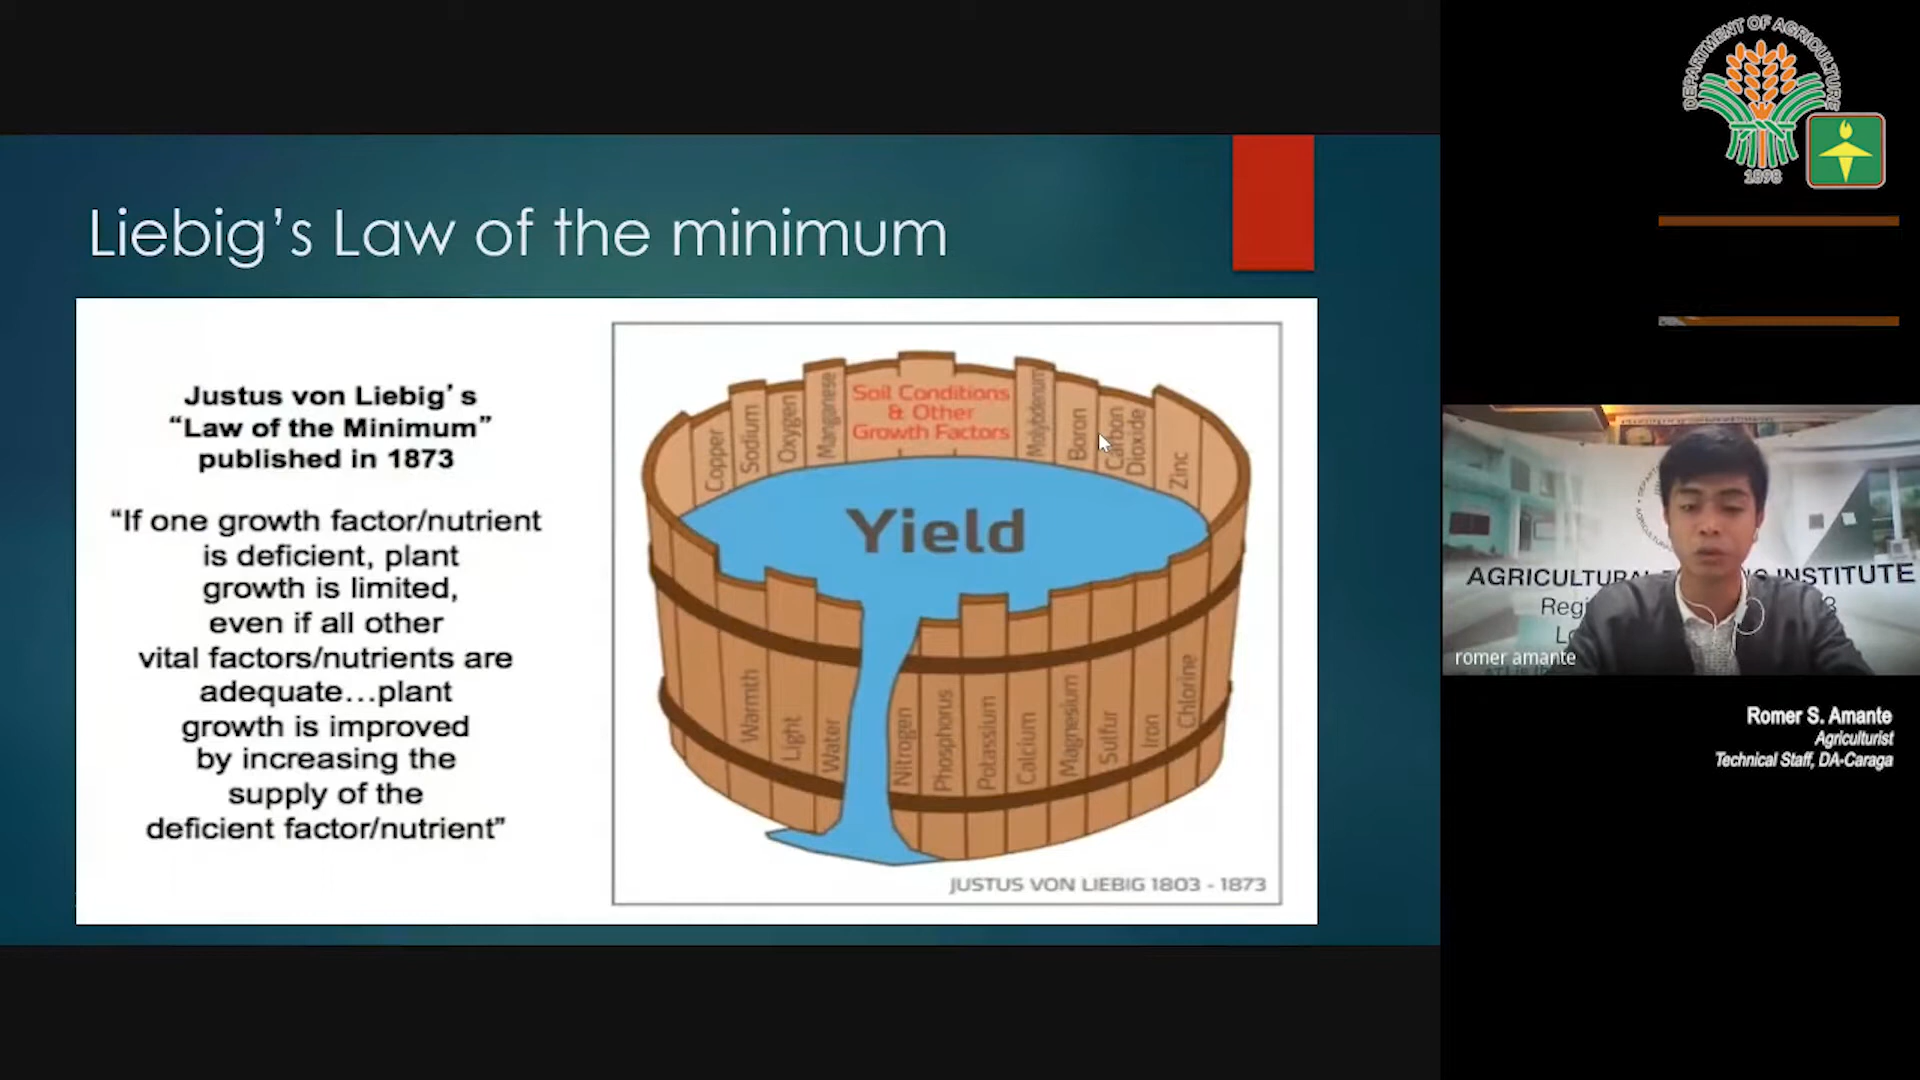 Liebig’s Law of the minimum
Justus von Liebig’s
“Law of the Minimum”
published in 1873
“If one growth factor/nutrient
is deficient, plant
growth is limited,
even if all other
vital factors/nutrients are
adequate...plant
growth is improved
by increasing the
supply of the
deficient factor/nutrient”
Copper
Sodium
Oxygen
Manganese
Soil Conditions
& Other
Growth Factors
Molybdenum
Boron
Carbon
Dioxide
Zinc
Yield
Warmth
Light
Water
Nitrogen
Phosphorus
Potassium
Calcium
Magnesium
Sulfur
Iron
Chlorine
JUSTUS VON LIEBIG 1803 - 1873
DEPARTMENT OF AGRICULTURE
1898
AGRICULTURAL INSTITUTE
romer amante
Romer S. Amante
Agriculturist
Technical Staff, DA-Caraga